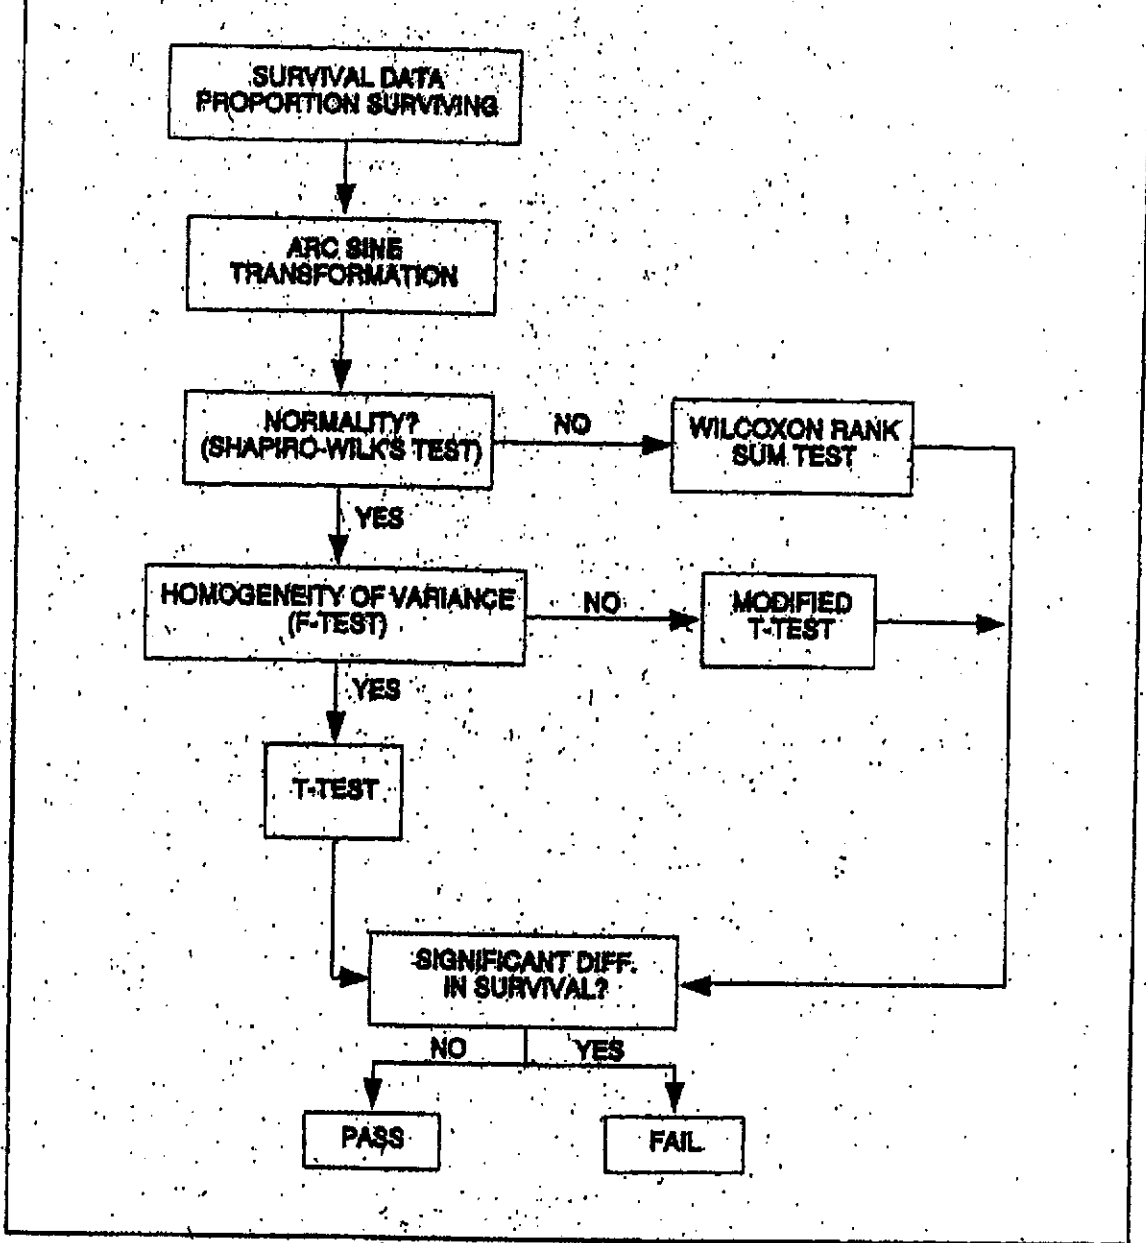 SURVIVAL DATA
PROPORTION SURVIVING
ARC SINE
TRANSFORMATION
NORMALITY?
(SHAPIRO-WILK'S TEST)
NO
WILCOXON RANK
SUM TEST
YES
HOMOGENEITY OF VARIANCE
(F-TEST)
NO
MODIFIED
T-TEST
YES
T-TEST
SIGNIFICANT DIFF.
IN SURVIVAL?
NO
YES
PASS
FAIL